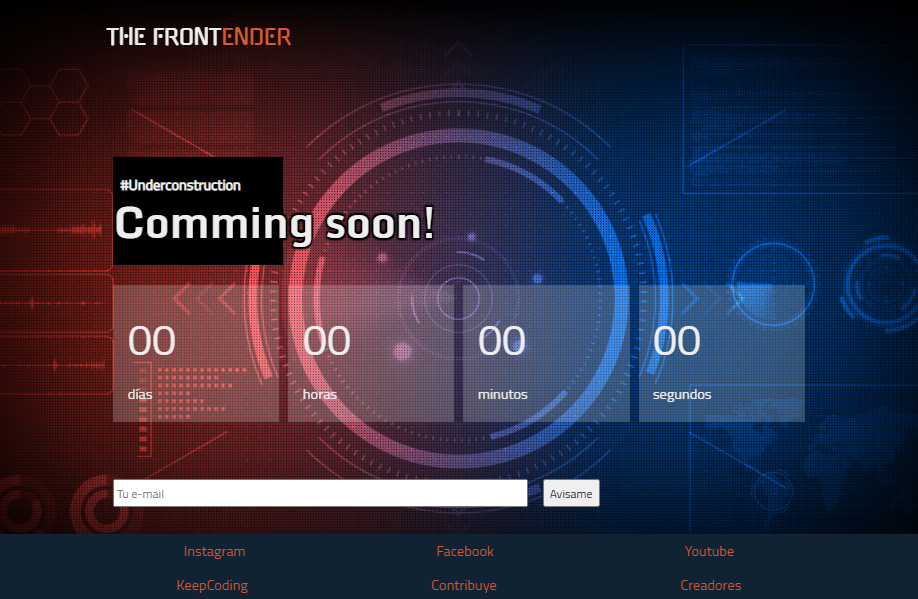 THE FRONTENDER
#Underconstruction
Comming soon!
00 00 00 00
días horas minutos segundos
Tu e-mail Avisame
Instagram Facebook Youtube
KeepCoding Contribuye Creadores